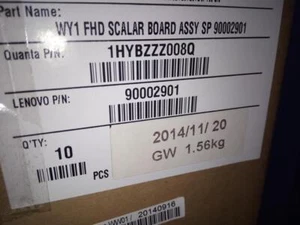 Part Name:
WY1 FHD SCALAR BOARD ASSY SP 90002901
Quanta P/N:
1HYBZZZ008Q
LENOVO P/N:
90002901
Q'TY:
10
PCS
2014/11/ 20
GW 1.56kg
20140916